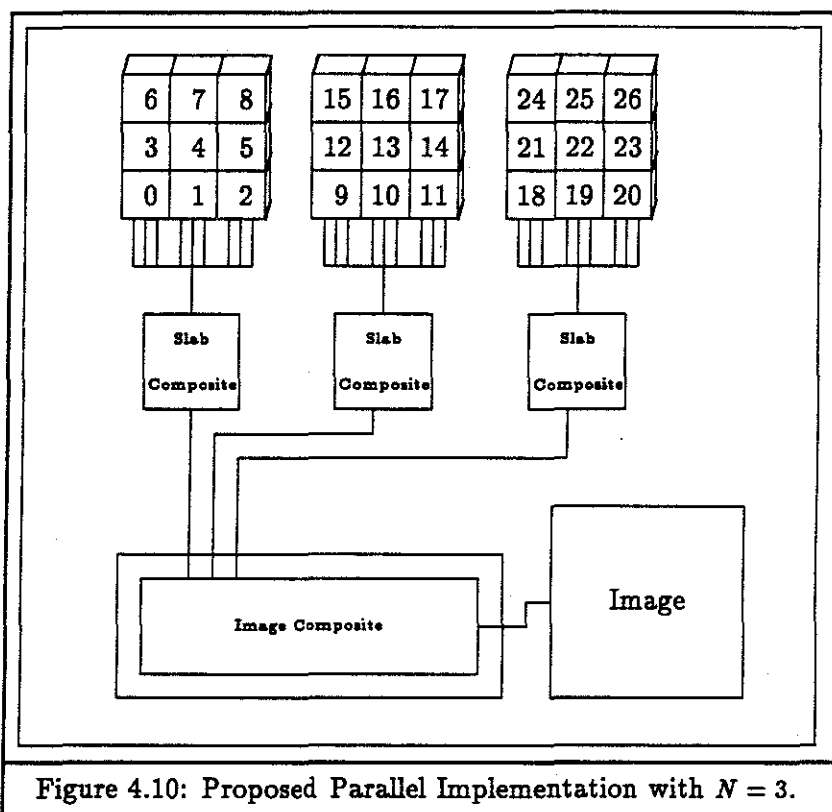 6 7 8 15 16 17 24 25 26
3 4 5 12 13 14 21 22 23
0 1 2 9 10 11 18 19 20
Slab Slab Slab
Composite Composite Composite
Image Composite
Image
Figure 4.10: Proposed Parallel Implementation with N = 3.